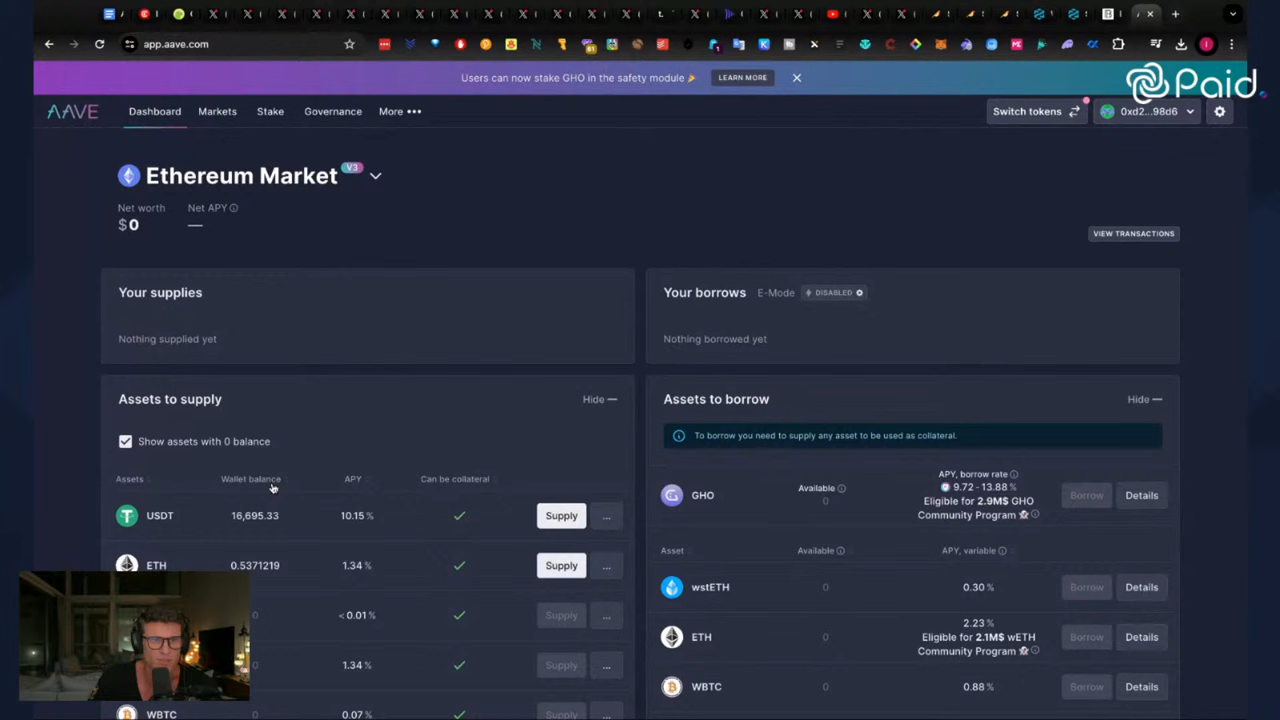 app.aave.com
Users can now stake GHO in the safety module 🎉 LEARN MORE
Paid.
AAVE Dashboard Markets Stake Governance More Switch tokens 0xd2...98d6
Ethereum Market V3
Net worth Net APY
$0 —
VIEW TRANSACTIONS
Your supplies
Nothing supplied yet
Your borrows E-Mode DISABLED
Nothing borrowed yet
Assets to supply Hide —
Show assets with 0 balance
Assets Wallet balance APY Can be collateral
USDT 16,695.33 10.15% Supply ...
ETH 0.5371219 1.34% Supply ...
0 <0.01% Supply ...
0 1.34% Supply ...
WBTC 0 0.07% Supply ...
Assets to borrow Hide —
To borrow you need to supply any asset to be used as collateral.
APY, borrow rate
GHO Available 0 9.72 - 13.88% Borrow Details
Eligible for 2.9M$ GHO
Community Program
Asset Available APY, variable
wstETH 0 0.30% Borrow Details
ETH 0 2.23% Borrow Details
Eligible for 2.1M$ wETH
Community Program
WBTC 0 0.88% Borrow Details